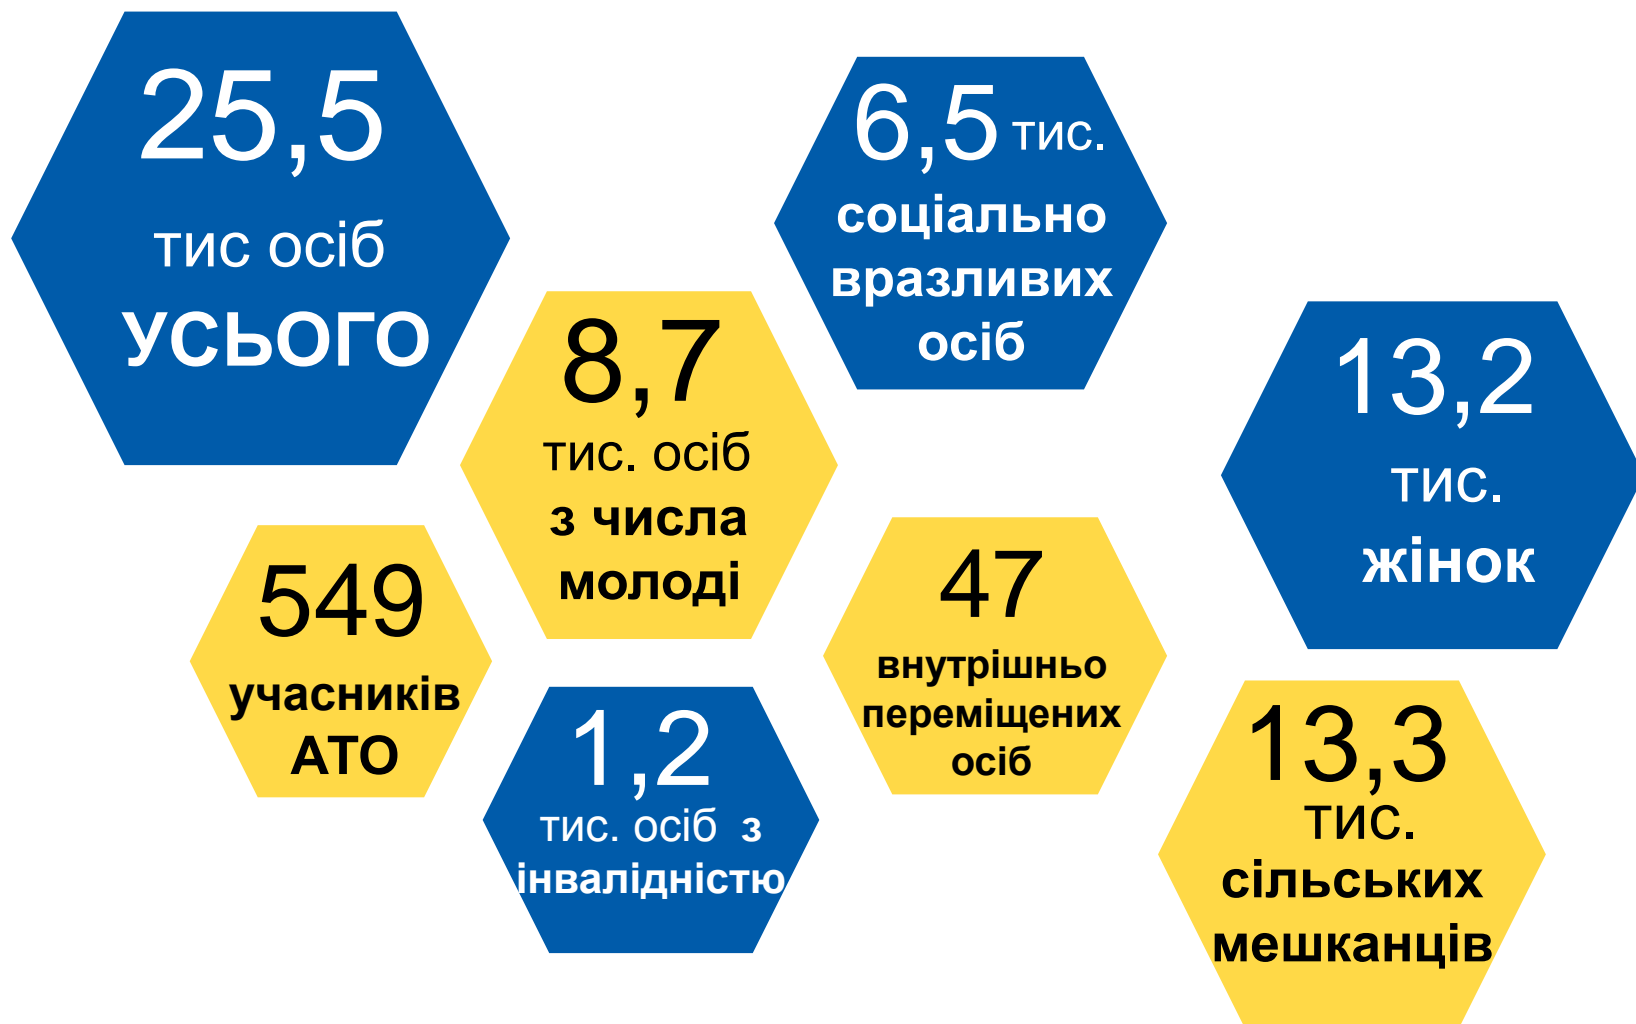 25,5
тис осіб
УСЬОГО
6,5 тис.
соціально
вразливих
осіб
8,7
тис. осіб
з числа
молоді
13,2
тис.
жінок
549
учасників
АТО
47
внутрішньо
переміщених
осіб
1,2
тис. осіб з
інвалідністю
13,3
тис.
сільських
мешканців